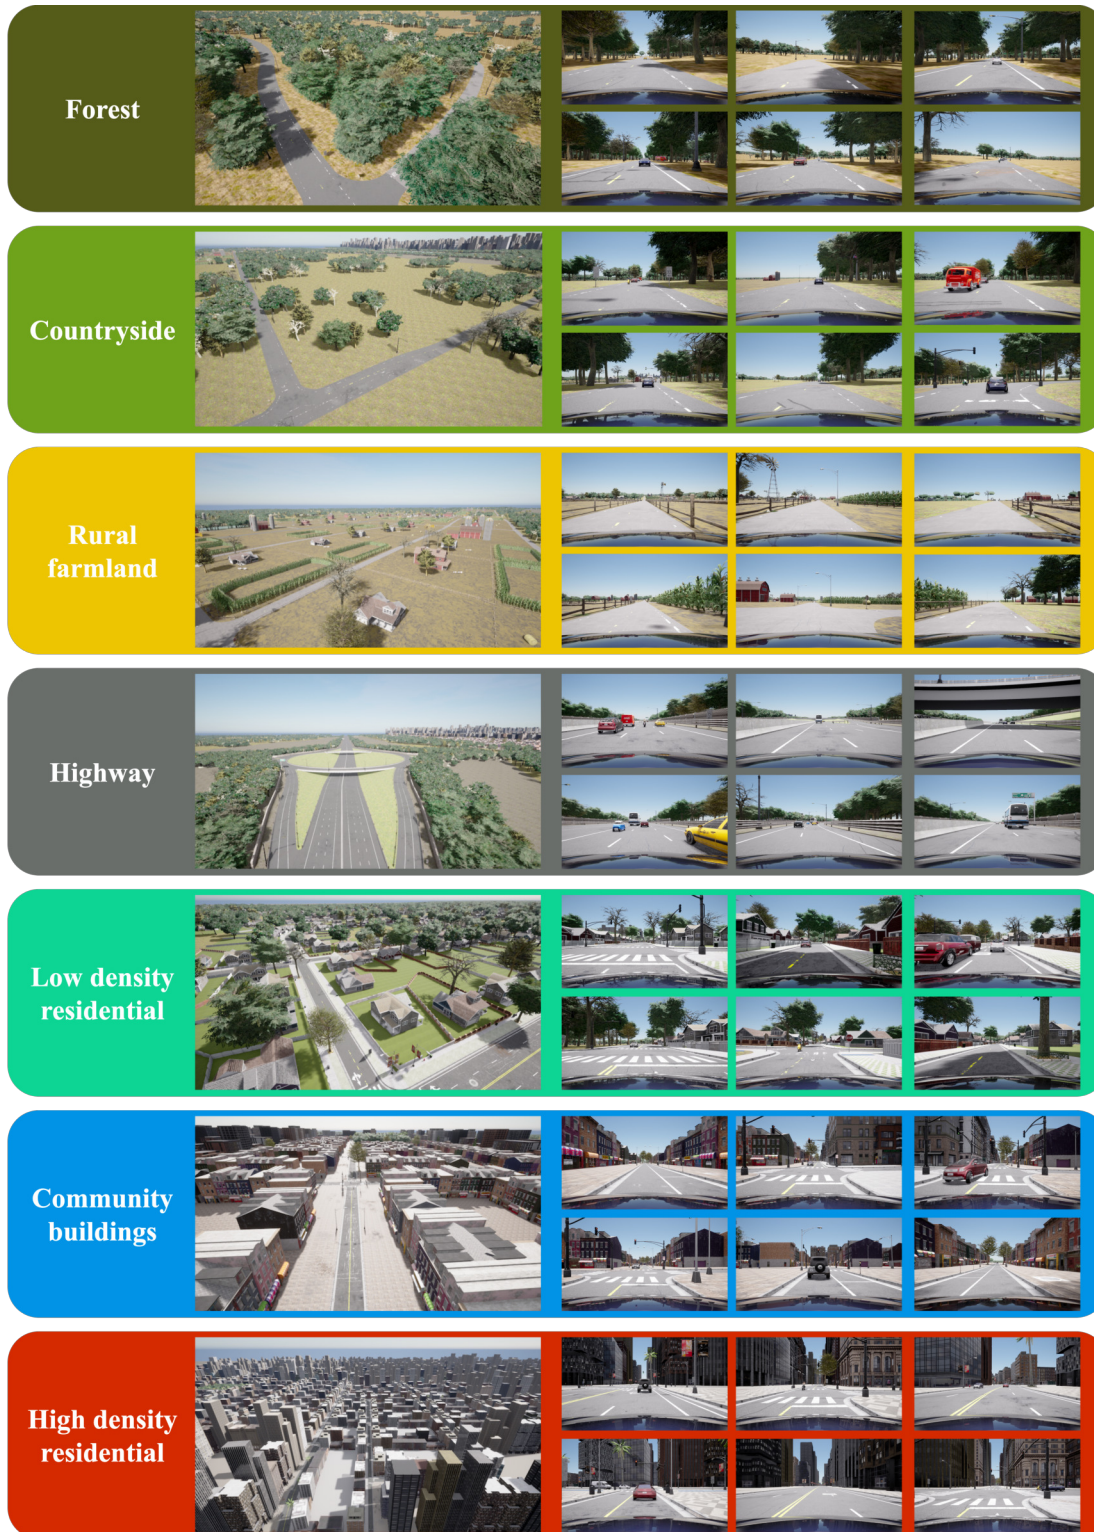 Forest
Countryside
Rural
farmland
Highway
Low density
residential
Community
buildings
High density
residential